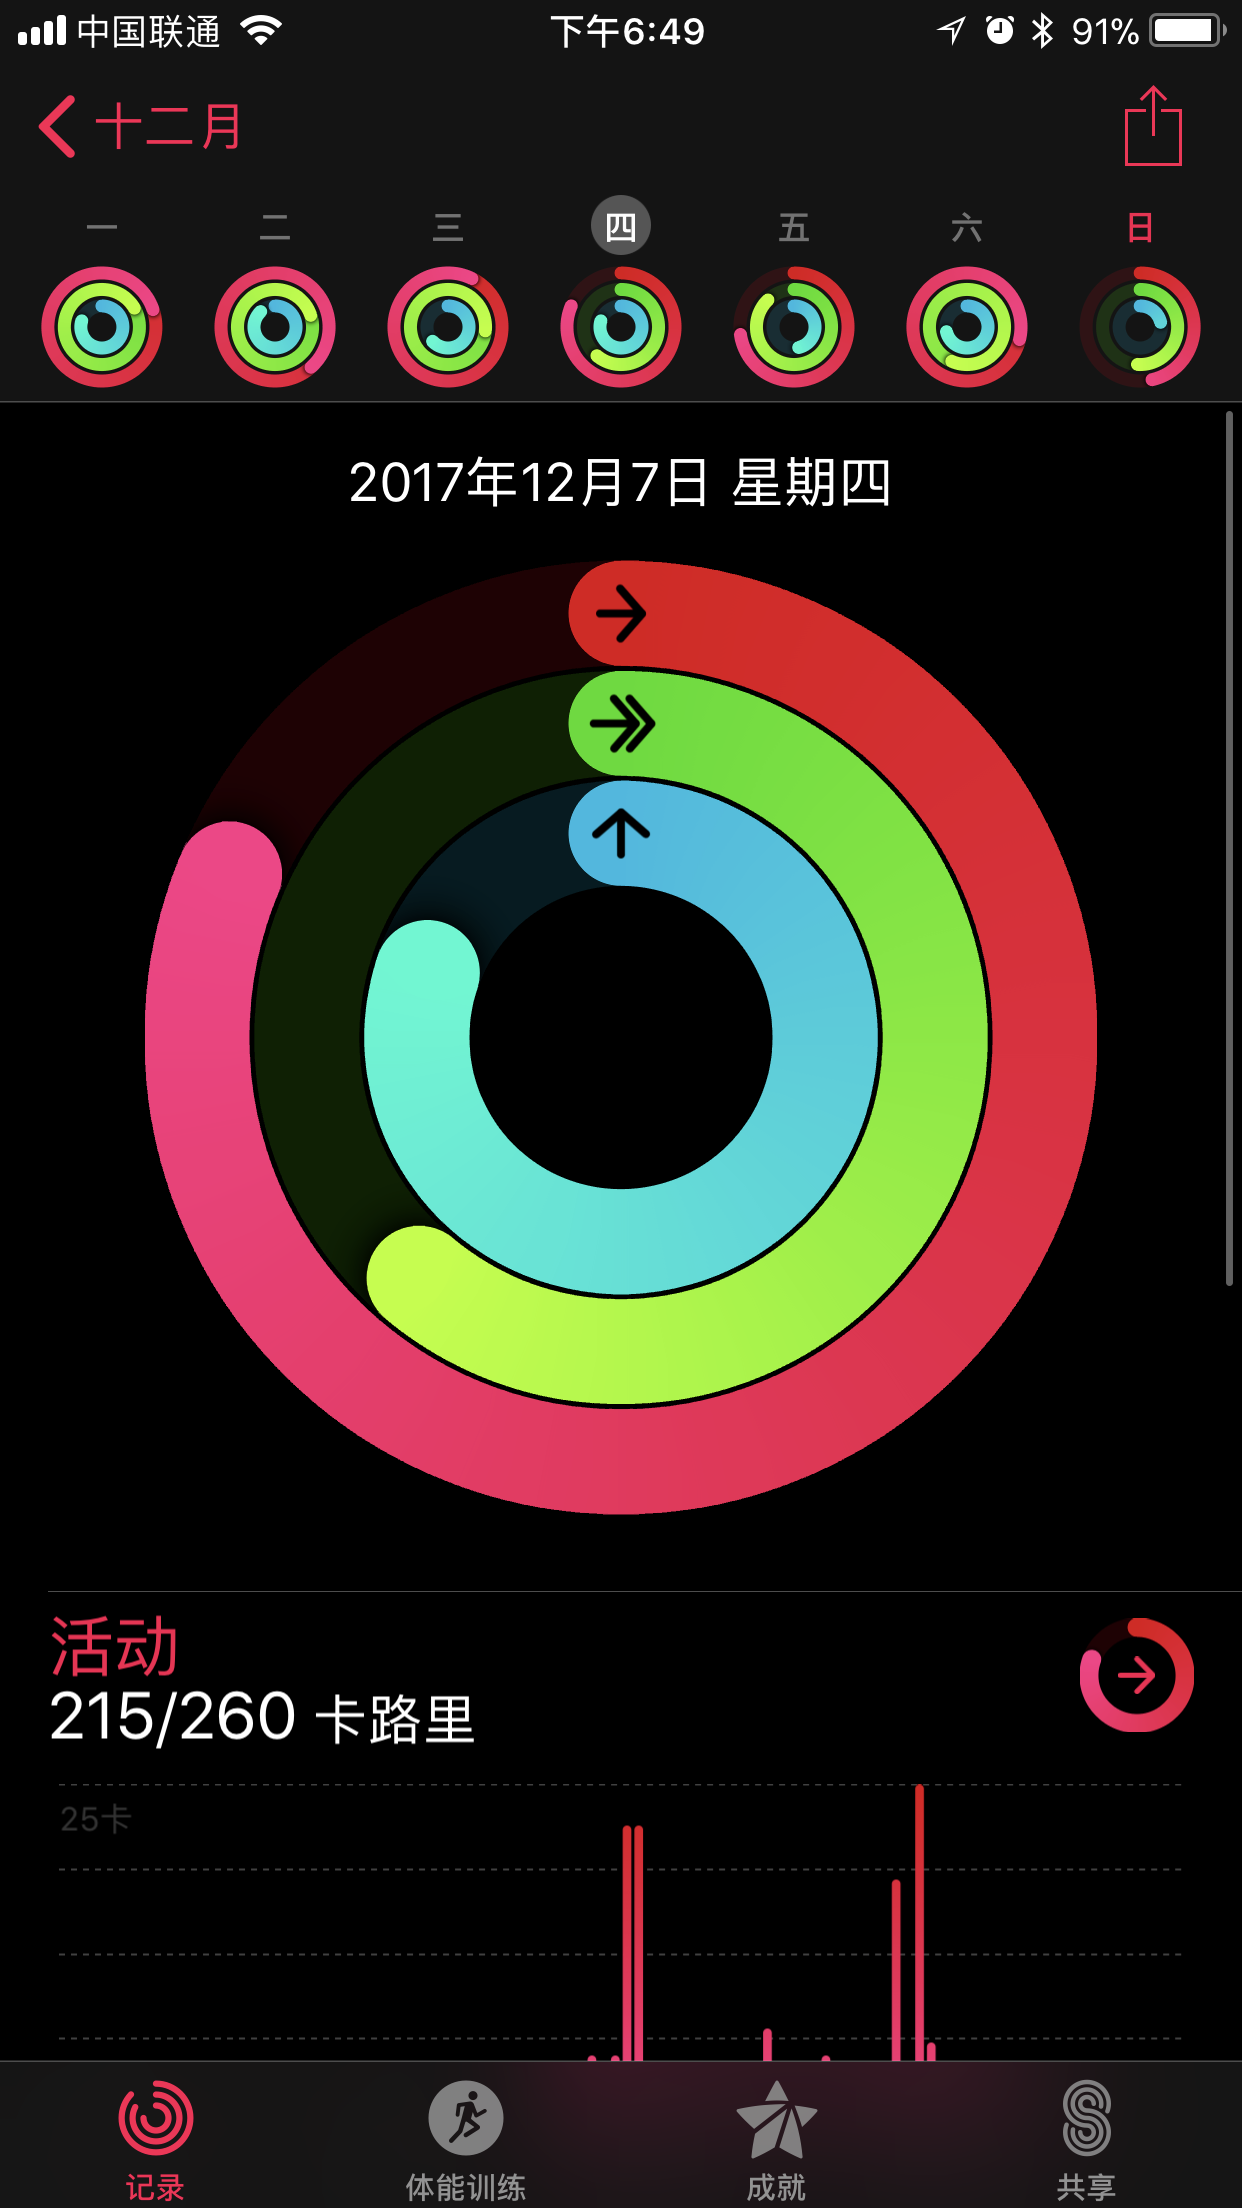 中国联通 下午6:49 91%
十二月
一 二 三 四 五 六 日
2017年12月7日 星期四
活动
215/260 卡路里
25卡
记录 体能训练 成就 共享